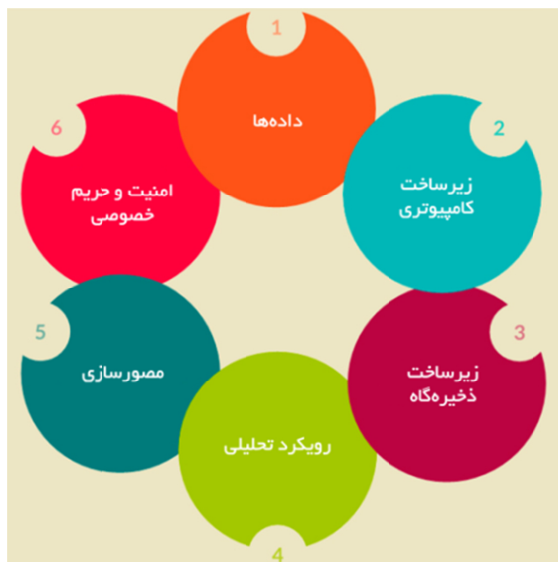 1
داده‌ها
2
زیرساخت
کامپیوتری
3
زیرساخت
ذخیره‌گاه
4
رویکرد تحلیلی
5
مصورسازی
6
امنیت و حریم
خصوصی